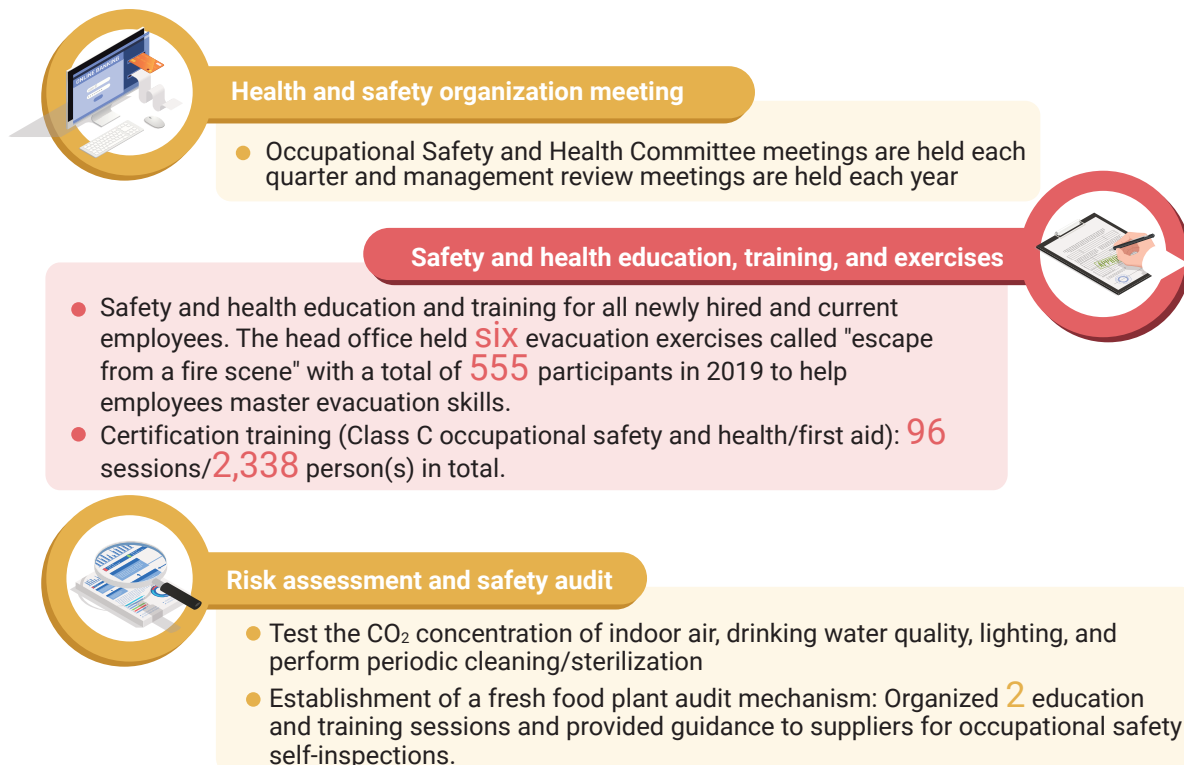 ONLINE BANKING
Health and safety organization meeting
Occupational Safety and Health Committee meetings are held each
quarter and management review meetings are held each year
Safety and health education, training, and exercises
Safety and health education and training for all newly hired and current
employees. The head office held six evacuation exercises called "escape
from a fire scene" with a total of 555 participants in 2019 to help
employees master evacuation skills.
Certification training (Class C occupational safety and health/first aid): 96
sessions/2,338 person(s) in total.
Risk assessment and safety audit
Test the CO₂ concentration of indoor air, drinking water quality, lighting, and
perform periodic cleaning/sterilization
Establishment of a fresh food plant audit mechanism: Organized 2 education
and training sessions and provided guidance to suppliers for occupational safety
self-inspections.